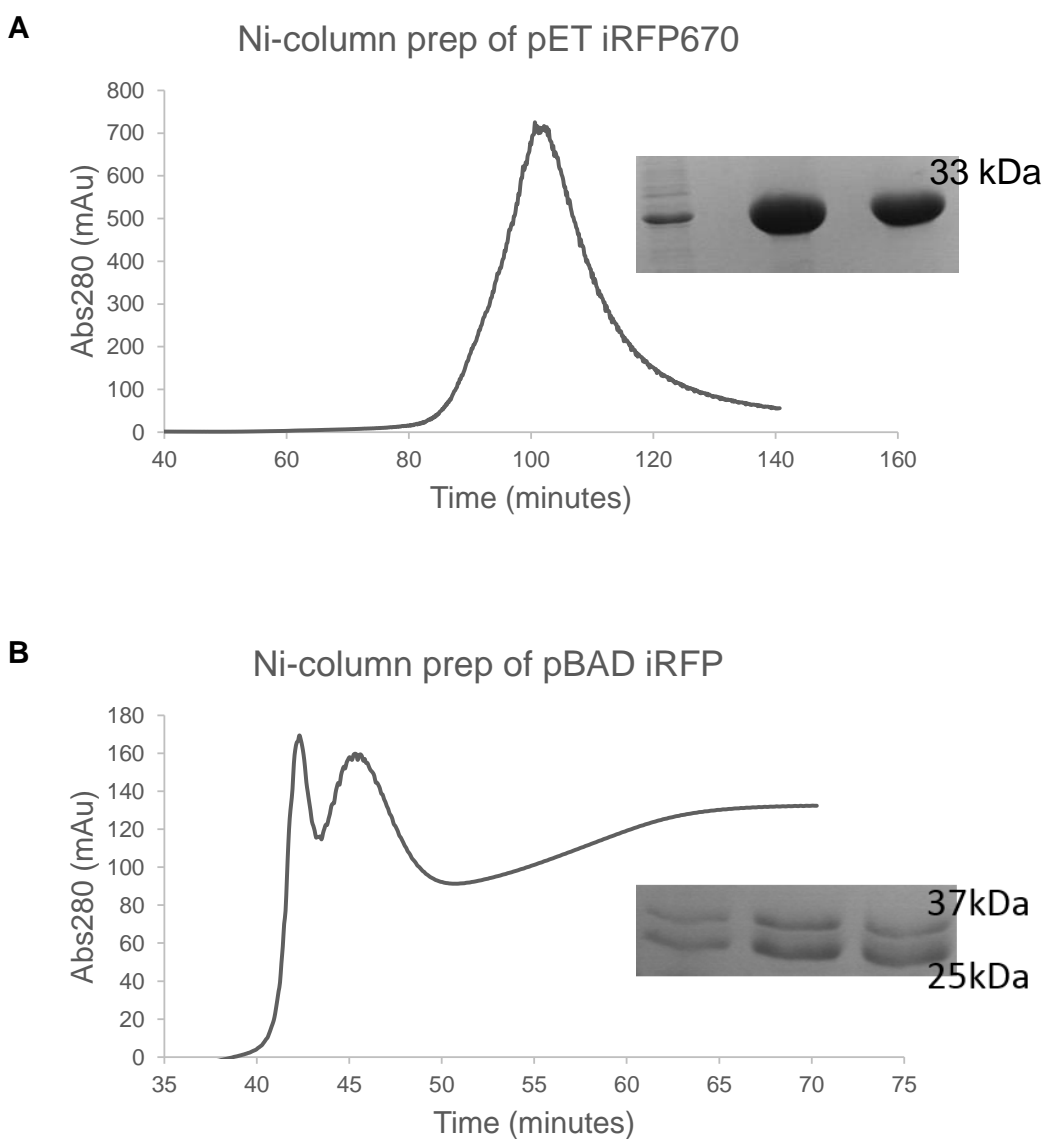 A
Ni-column prep of pET iRFP670
800
700
600
500
400
300
200
100
0
Abs280 (mAu)
33 kDa
40 60 80 100 120 140 160
Time (minutes)
B
Ni-column prep of pBAD iRFP
180
160
140
120
100
80
60
40
20
0
Abs280 (mAu)
37kDa
25kDa
35 40 45 50 55 60 65 70 75
Time (minutes)